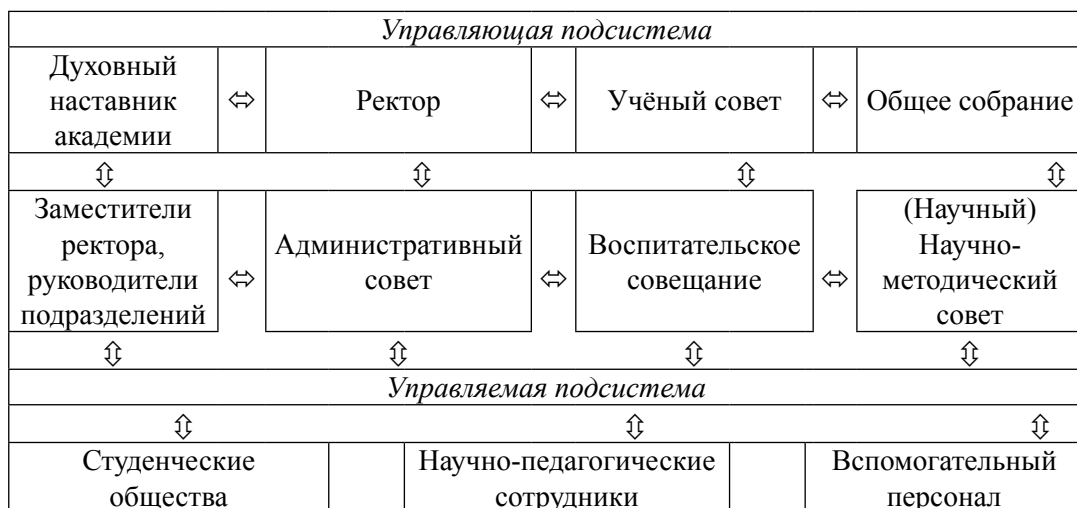 Управляющая подсистема
Духовный
наставник
академии
⇔
Ректор
⇔
Учёный совет
⇔
Общее собрание
⇕ ⇕ ⇕ ⇕
Заместители
ректора,
руководители
подразделений
⇔
Административный
совет
⇔
Воспитательское
совещание
⇔
(Научный)
Научно-
методический
совет
⇕ ⇕ ⇕ ⇕
Управляемая подсистема
⇕ ⇕ ⇕
Студенческие
общества
Научно-педагогические
сотрудники
Вспомогательный
персонал